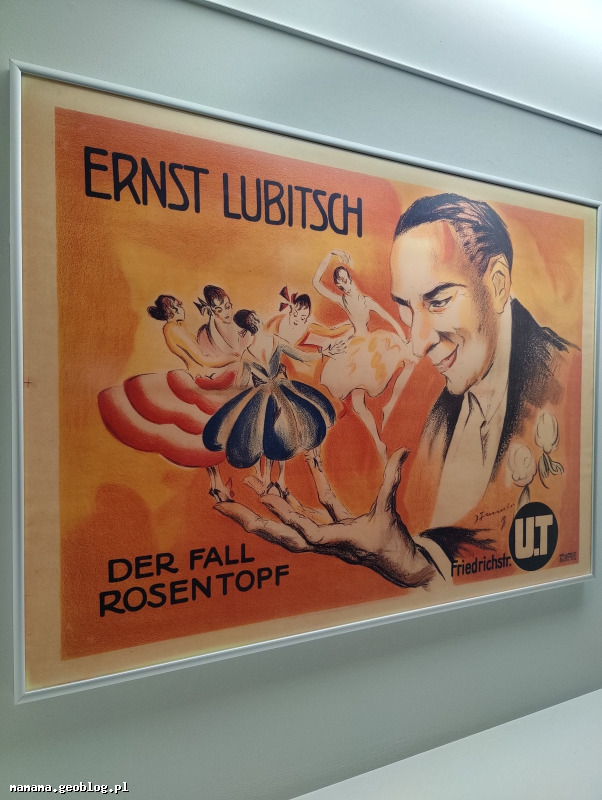 ERNST LUBITSCH
DER FALL
ROSENTOPF
Friedrichstr.
U.T
mamama.geoblog.pl